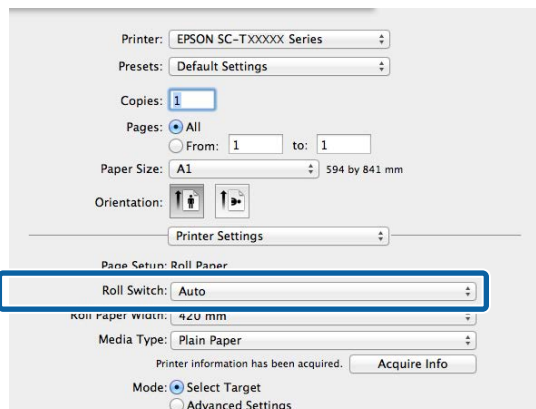 Printer: EPSON SC-TXXXXX Series
Presets: Default Settings
Copies: 1
Pages: All
From: 1 to: 1
Paper Size: A1 594 by 841 mm
Orientation:
Printer Settings
Page Setup: Roll Paper
Roll Switch: Auto
Roll Paper Width: 420 mm
Media Type: Plain Paper
Printer information has been acquired. Acquire Info
Mode: Select Target
Advanced Settings